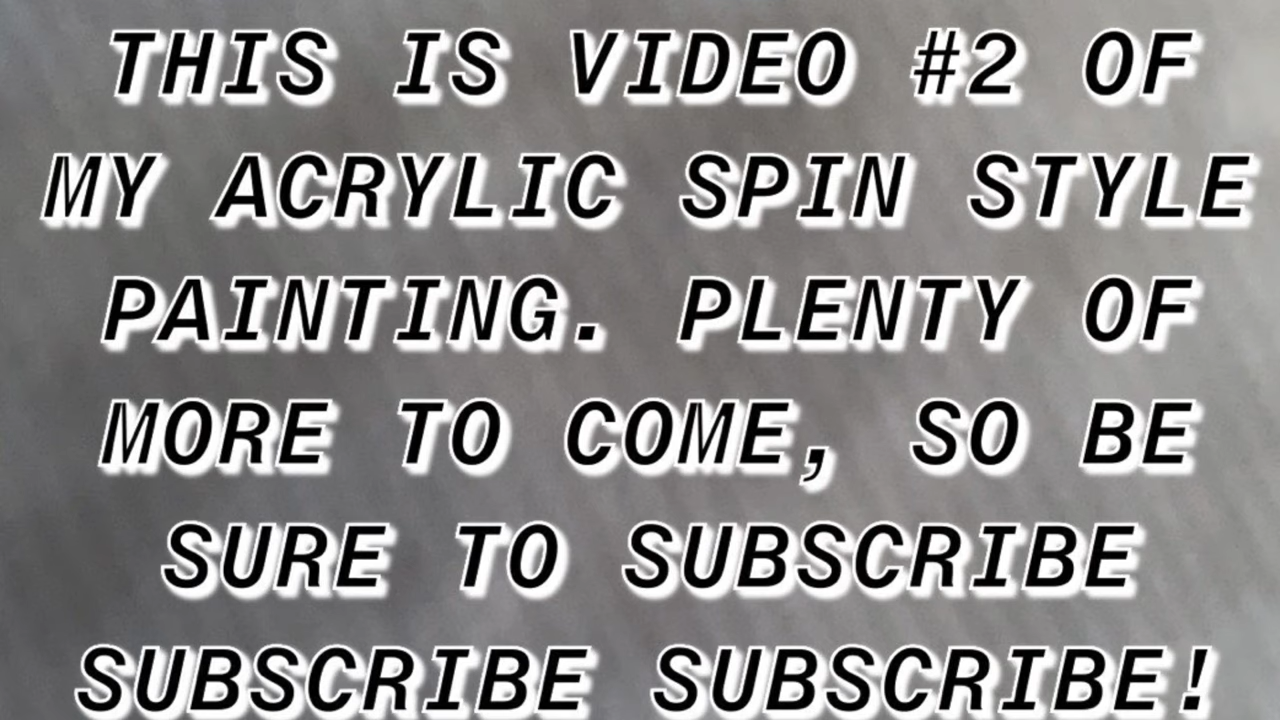 THIS IS VIDEO #2 OF
MY ACRYLIC SPIN STYLE
PAINTING. PLENTY OF
MORE TO COME, SO BE
SURE TO SUBSCRIBE
SUBSCRIBE SUBSCRIBE!